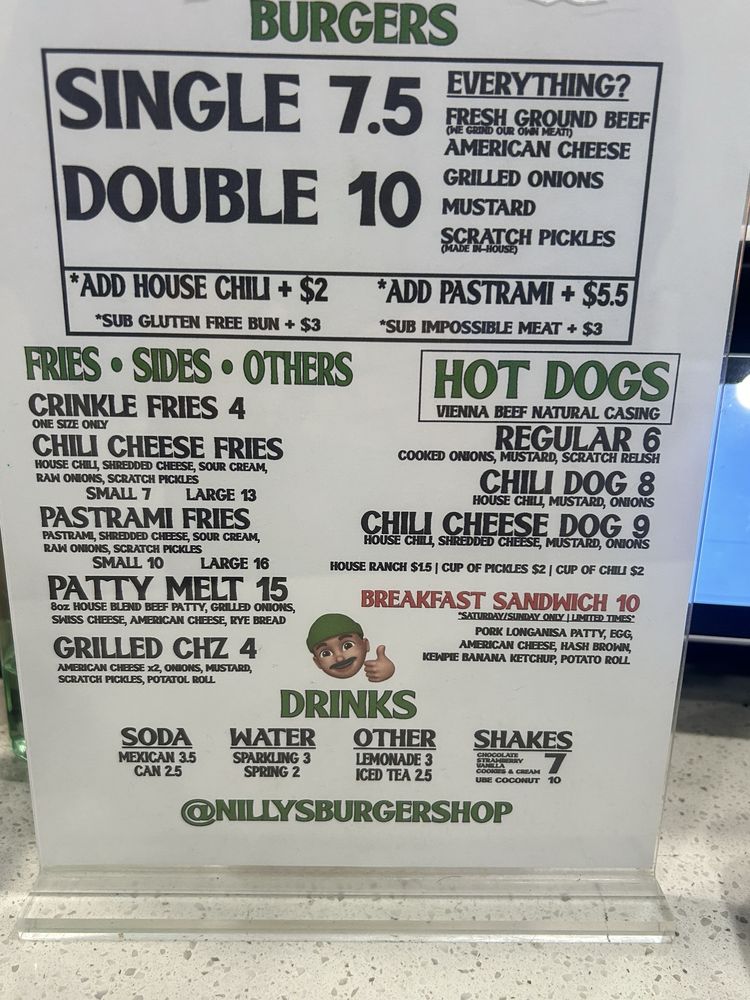 BURGERS
SINGLE 7.5
DOUBLE 10
EVERYTHING?
FRESH GROUND BEEF
(WE GRIND OUR OWN MEAT!)
AMERICAN CHEESE
GRILLED ONIONS
MUSTARD
SCRATCH PICKLES
(MADE IN-HOUSE)
*ADD HOUSE CHILI + $2
*SUB GLUTEN FREE BUN + $3
*ADD PASTRAMI + $5.5
*SUB IMPOSSIBLE MEAT + $3
FRIES • SIDES • OTHERS
CRINKLE FRIES 4
ONE SIZE ONLY
CHILI CHEESE FRIES
HOUSE CHILI, SHREDDED CHEESE, SOUR CREAM,
RAW ONIONS, SCRATCH PICKLES
SMALL 7 LARGE 13
PASTRAMI FRIES
PASTRAMI, SHREDDED CHEESE, SOUR CREAM,
RAW ONIONS, SCRATCH PICKLES
SMALL 10 LARGE 16
PATTY MELT 15
8oz HOUSE BLEND BEEF PATTY, GRILLED ONIONS,
SWISS CHEESE, AMERICAN CHEESE, RYE BREAD
GRILLED CHZ 4
AMERICAN CHEESE x2, ONIONS, MUSTARD,
SCRATCH PICKLES, POTATOL ROLL
HOT DOGS
VIENNA BEEF NATURAL CASING
REGULAR 6
COOKED ONIONS, MUSTARD, SCRATCH RELISH
CHILI DOG 8
HOUSE CHILI, MUSTARD, ONIONS
CHILI CHEESE DOG 9
HOUSE CHILI, SHREDDED CHEESE, MUSTARD, ONIONS
HOUSE RANCH $1.5 | CUP OF PICKLES $2 | CUP OF CHILI $2
BREAKFAST SANDWICH 10
*SATURDAY/SUNDAY ONLY | LIMITED TIMES*
PORK LONGANISA PATTY, EGG,
AMERICAN CHEESE, HASH BROWN,
KEWPIE BANANA KETCHUP, POTATO ROLL
DRINKS
SODA
MEXICAN 3.5
CAN 2.5
WATER
SPARKLING 3
SPRING 2
OTHER
LEMONADE 3
ICED TEA 2.5
SHAKES
CHOCOLATE
STRAWBERRY
VANILLA
COOKIES & CREAM
7
UBE COCONUT 10
@NILLYSBURGERSHOP